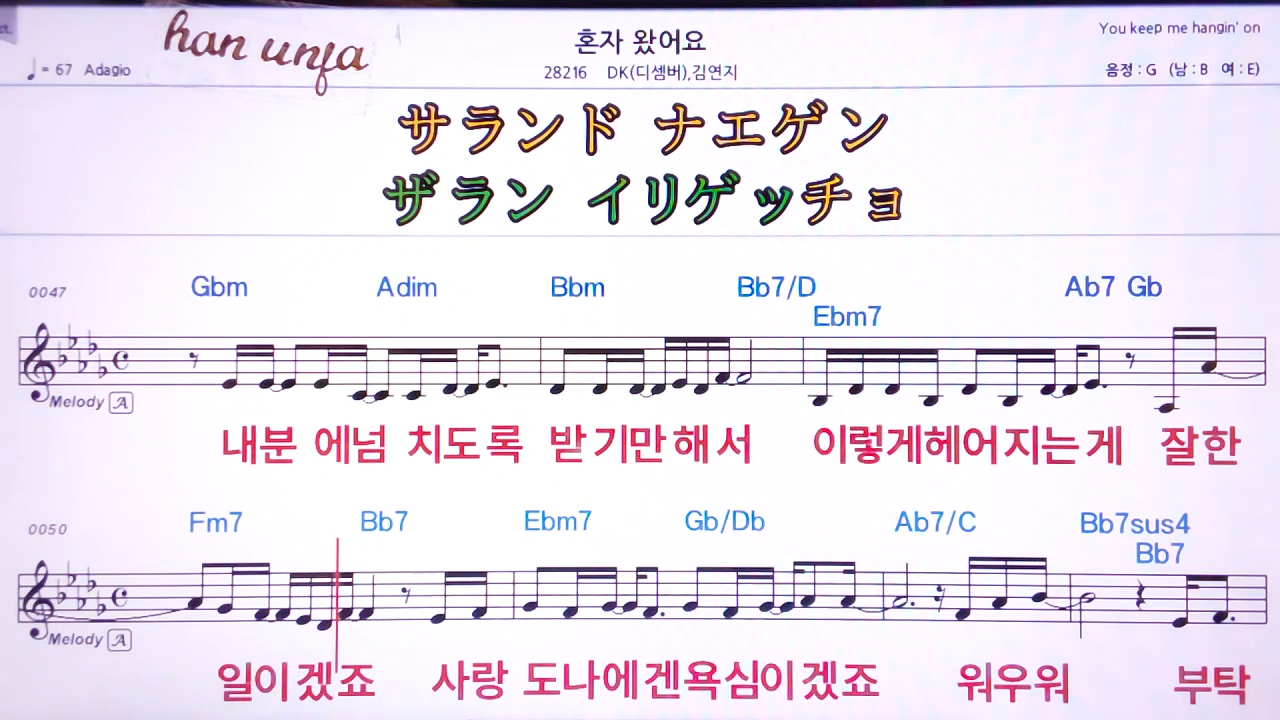 ct.
han unfa
혼자 왔어요
You keep me hangin' on
♩ = 67 Adagio
28216 DK(디셈버),김연지
음정 : G (남 : B 여 : E)
サランド ナエゲン
ザラン イリゲッチョ
0047
Gbm Adim Bbm Bb7/D Ebm7 Ab7 Gb
Melody A
내분 에넘 치도록 받기만해서 이렇게헤어지는게 잘한
0050
Fm7 Bb7 Ebm7 Gb/Db Ab7/C Bb7sus4 Bb7
Melody A
일이겠죠 사랑 도나에겐욕심이겠죠 워우워 부탁